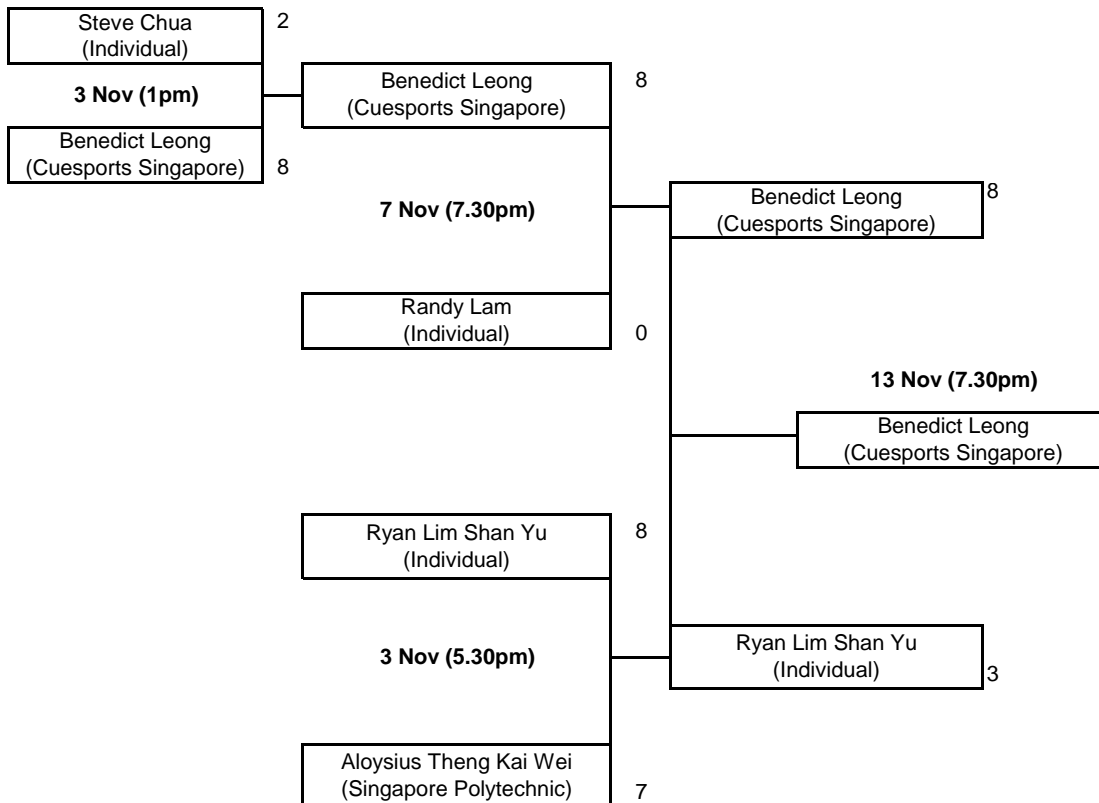 Steve Chua
(Individual)
2
3 Nov (1pm)
Benedict Leong
(Cuesports Singapore)
8
Benedict Leong
(Cuesports Singapore)
8
7 Nov (7.30pm)
Randy Lam
(Individual)
0
Benedict Leong
(Cuesports Singapore)
8
13 Nov (7.30pm)
Benedict Leong
(Cuesports Singapore)
Ryan Lim Shan Yu
(Individual)
8
3 Nov (5.30pm)
Ryan Lim Shan Yu
(Individual)
3
Aloysius Theng Kai Wei
(Singapore Polytechnic)
7